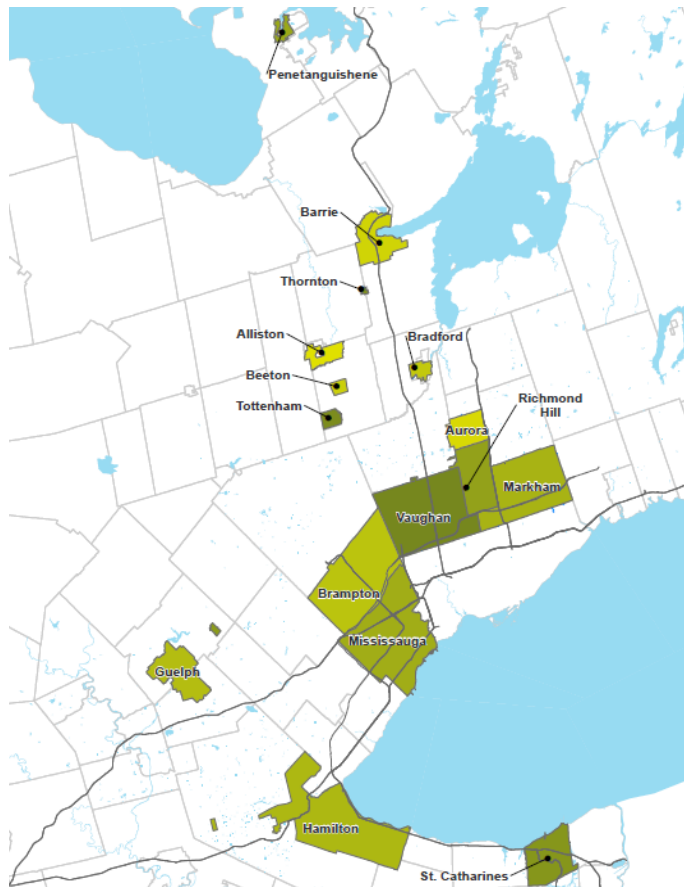 Penetanguishene
Barrie
Thornton
Alliston
Bradford
Beeton
Tottenham
Richmond
Hill
Aurora
Markham
Vaughan
Brampton
Mississauga
Guelph
Hamilton
St. Catharines